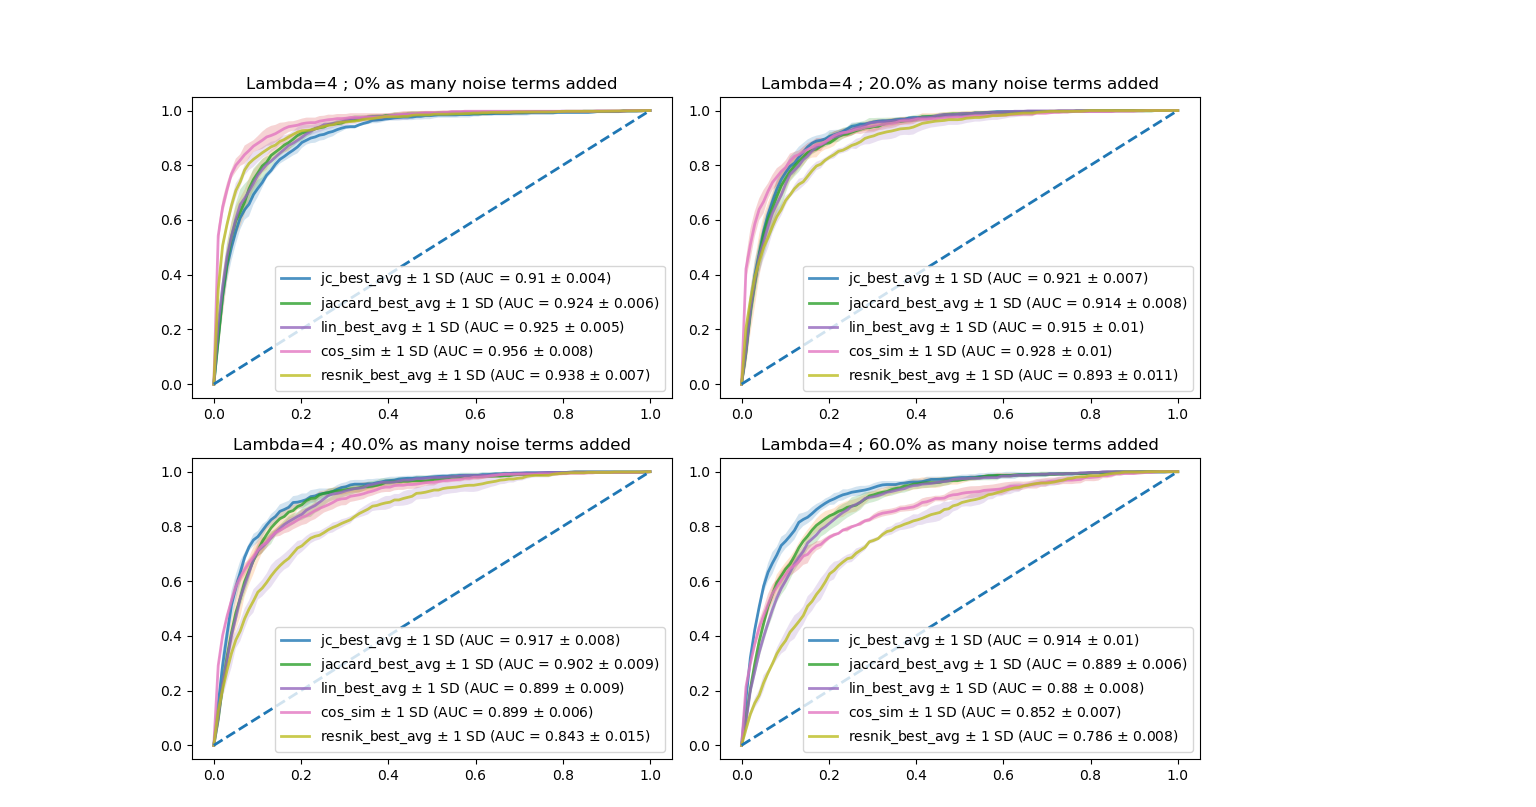 Lambda=4 ; 0% as many noise terms added
1.0
0.8
0.6
0.4
0.2
0.0
jc_best_avg ± 1 SD (AUC = 0.91 ± 0.004)
jaccard_best_avg ± 1 SD (AUC = 0.924 ± 0.006)
lin_best_avg ± 1 SD (AUC = 0.925 ± 0.005)
cos_sim ± 1 SD (AUC = 0.956 ± 0.008)
resnik_best_avg ± 1 SD (AUC = 0.938 ± 0.007)
0.0 0.2 0.4 0.6 0.8 1.0
Lambda=4 ; 20.0% as many noise terms added
1.0
0.8
0.6
0.4
0.2
0.0
jc_best_avg ± 1 SD (AUC = 0.921 ± 0.007)
jaccard_best_avg ± 1 SD (AUC = 0.914 ± 0.008)
lin_best_avg ± 1 SD (AUC = 0.915 ± 0.01)
cos_sim ± 1 SD (AUC = 0.928 ± 0.01)
resnik_best_avg ± 1 SD (AUC = 0.893 ± 0.011)
0.0 0.2 0.4 0.6 0.8 1.0
Lambda=4 ; 40.0% as many noise terms added
1.0
0.8
0.6
0.4
0.2
0.0
jc_best_avg ± 1 SD (AUC = 0.917 ± 0.008)
jaccard_best_avg ± 1 SD (AUC = 0.902 ± 0.009)
lin_best_avg ± 1 SD (AUC = 0.899 ± 0.009)
cos_sim ± 1 SD (AUC = 0.899 ± 0.006)
resnik_best_avg ± 1 SD (AUC = 0.843 ± 0.015)
0.0 0.2 0.4 0.6 0.8 1.0
Lambda=4 ; 60.0% as many noise terms added
1.0
0.8
0.6
0.4
0.2
0.0
jc_best_avg ± 1 SD (AUC = 0.914 ± 0.01)
jaccard_best_avg ± 1 SD (AUC = 0.889 ± 0.006)
lin_best_avg ± 1 SD (AUC = 0.88 ± 0.008)
cos_sim ± 1 SD (AUC = 0.852 ± 0.007)
resnik_best_avg ± 1 SD (AUC = 0.786 ± 0.008)
0.0 0.2 0.4 0.6 0.8 1.0